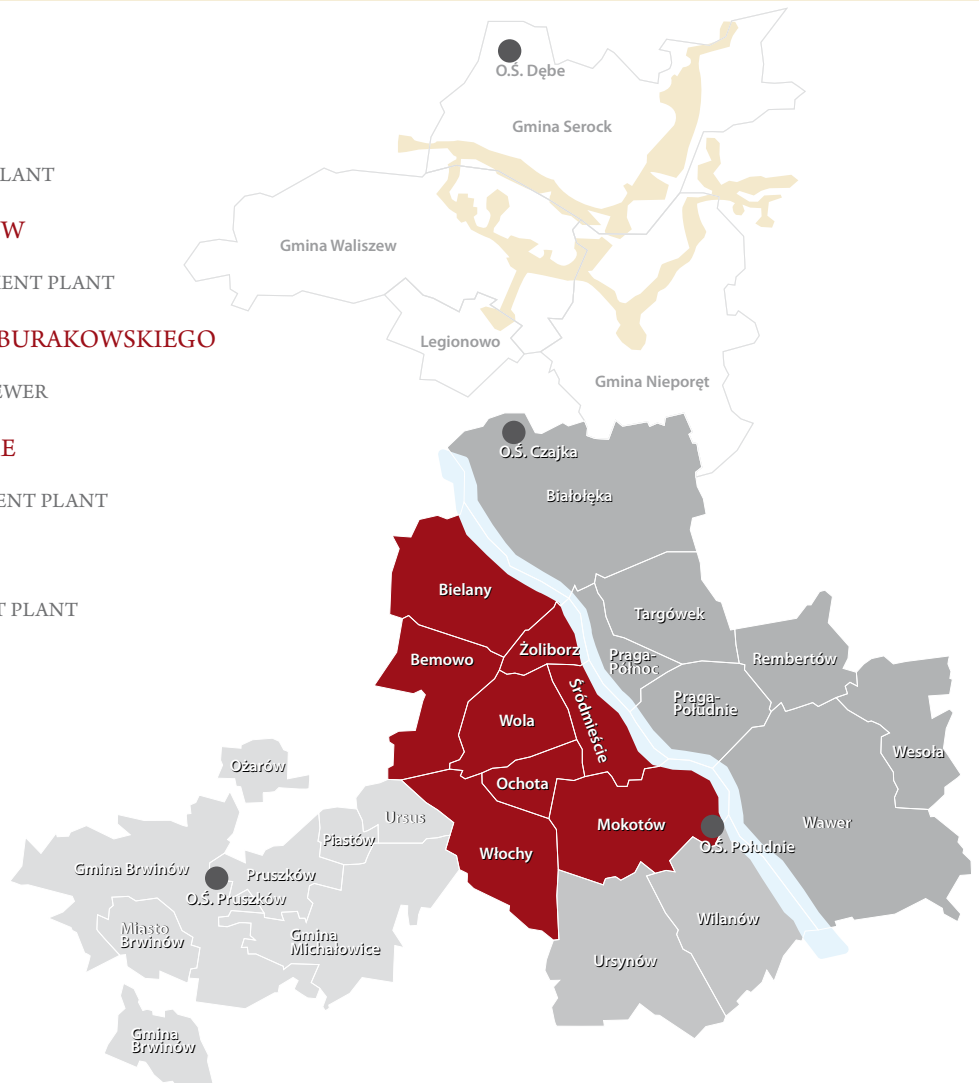 LANT
W
ENT PLANT
BURAKOWSKIEGO
EWER
E
ENT PLANT
T PLANT
O.Ś. Dębe
Gmina Serock
Gmina Waliszew
Legionowo
Gmina Nieporęt
O.Ś. Czajka
Białołęka
Bielany
Targówek
Żoliborz
Praga-
Północ
Bemowo
Rembertów
Praga-
Południe
Śródmieście
Wola
Wesoła
Ożarów
Ochota
Ursus
Mokotów
Wawer
Piastów
O.Ś. Południe
Włochy
Gmina Brwinów
Pruszków
O.Ś. Pruszków
Wilanów
Miasto
Brwinów
Gmina
Michałowice
Ursynów
Gmina
Brwinów